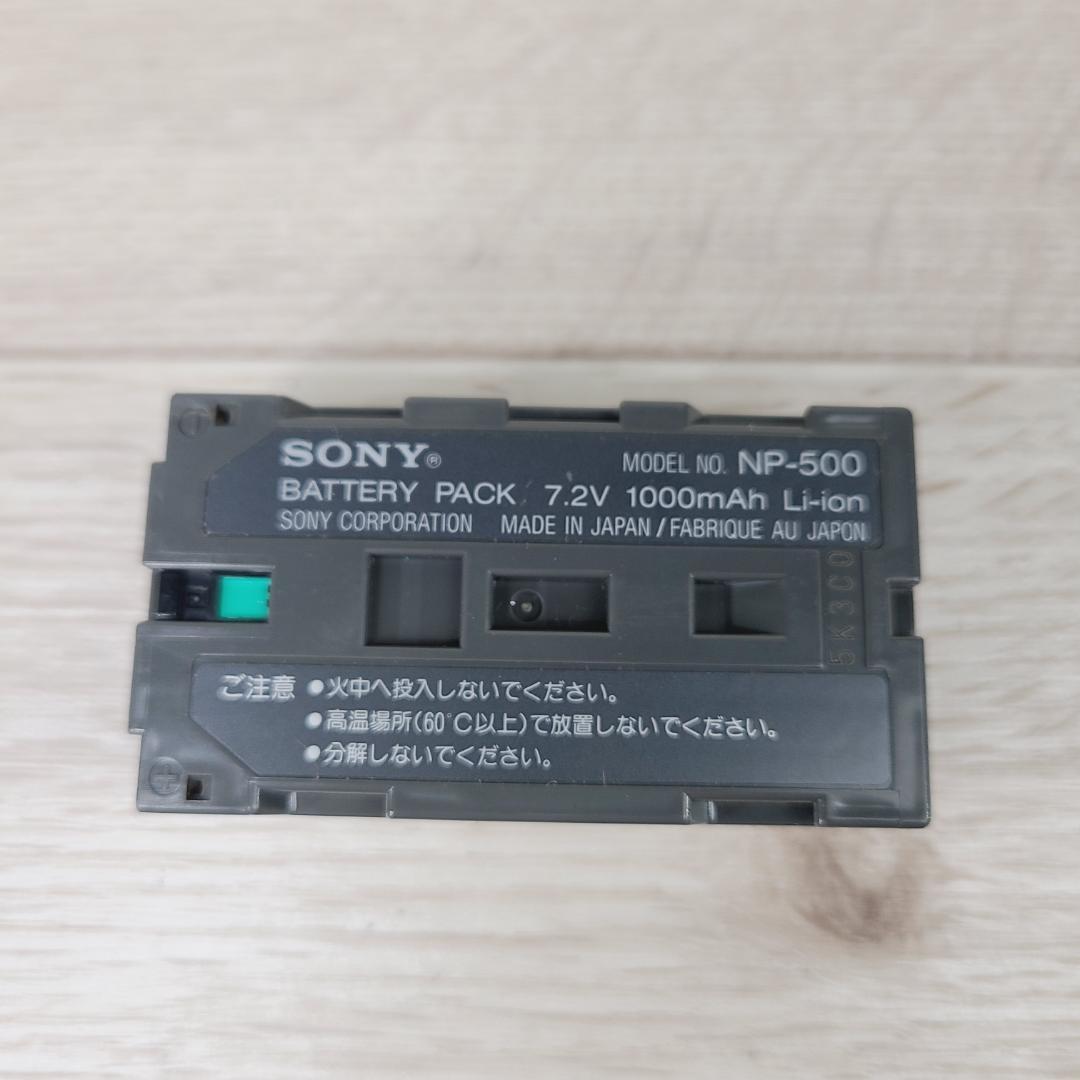 SONY®
MODEL NO. NP-500
BATTERY PACK 7.2V 1000mAh Li-ion
SONY CORPORATION MADE IN JAPAN/FABRIQUE AU JAPON
5K3CO
ご注意 ●火中へ投入しないでください。
●高温場所(60°C以上)で放置しないでください。
●分解しないでください。